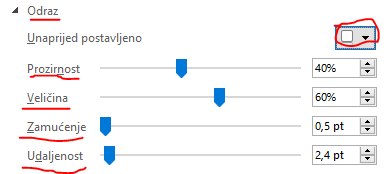 Odraz
Unaprijed postavljeno
Prozirnost 40%
Veličina 60%
Zamućenje 0,5 pt
Udaljenost 2,4 pt